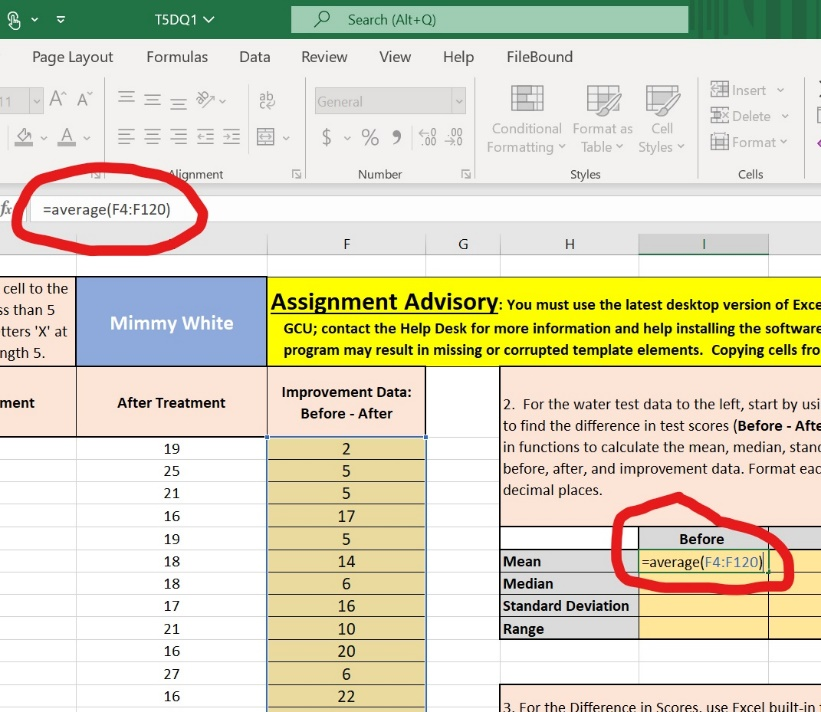 T5DQ1
Search (Alt+Q)
Page Layout Formulas Data Review View Help FileBound
11
General
Insert
Conditional Format as Cell
Delete
Formatting Table Styles
Format
Alignment Number Styles Cells
fx =average(F4:F120)
F G H I
cell to the
ss than 5
tters 'X' at
ngth 5.
Mimmy White
Assignment Advisory: You must use the latest desktop version of Exce
GCU; contact the Help Desk for more information and help installing the software
program may result in missing or corrupted template elements. Copying cells fro
ment
After Treatment
Improvement Data:
Before - After
2. For the water test data to the left, start by usi
to find the difference in test scores (Before - Afte
in functions to calculate the mean, median, stand
before, after, and improvement data. Format eac
decimal places.
19 2
25 5
21 5
16 17
19 5
18 14
18 6
17 16
21 10
16 20
27 6
16 22
Before
Mean =average(F4:F120)
Median
Standard Deviation
Range
3. For the Difference in Scores, use Excel built-in